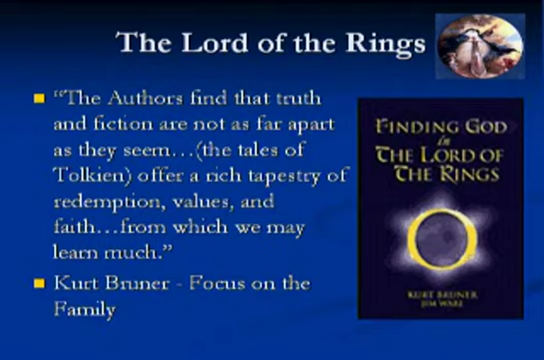 The Lord of the Rings
"The Authors find that truth
and fiction are not as far apart
as they seem…(the tales of
Tolkien) offer a rich tapestry of
redemption, values, and
faith…from which we may
learn much."
Kurt Bruner - Focus on the
Family
FINDING GOD
in
THE LORD OF
THE RINGS
KURT BRUNER
JIM WARE